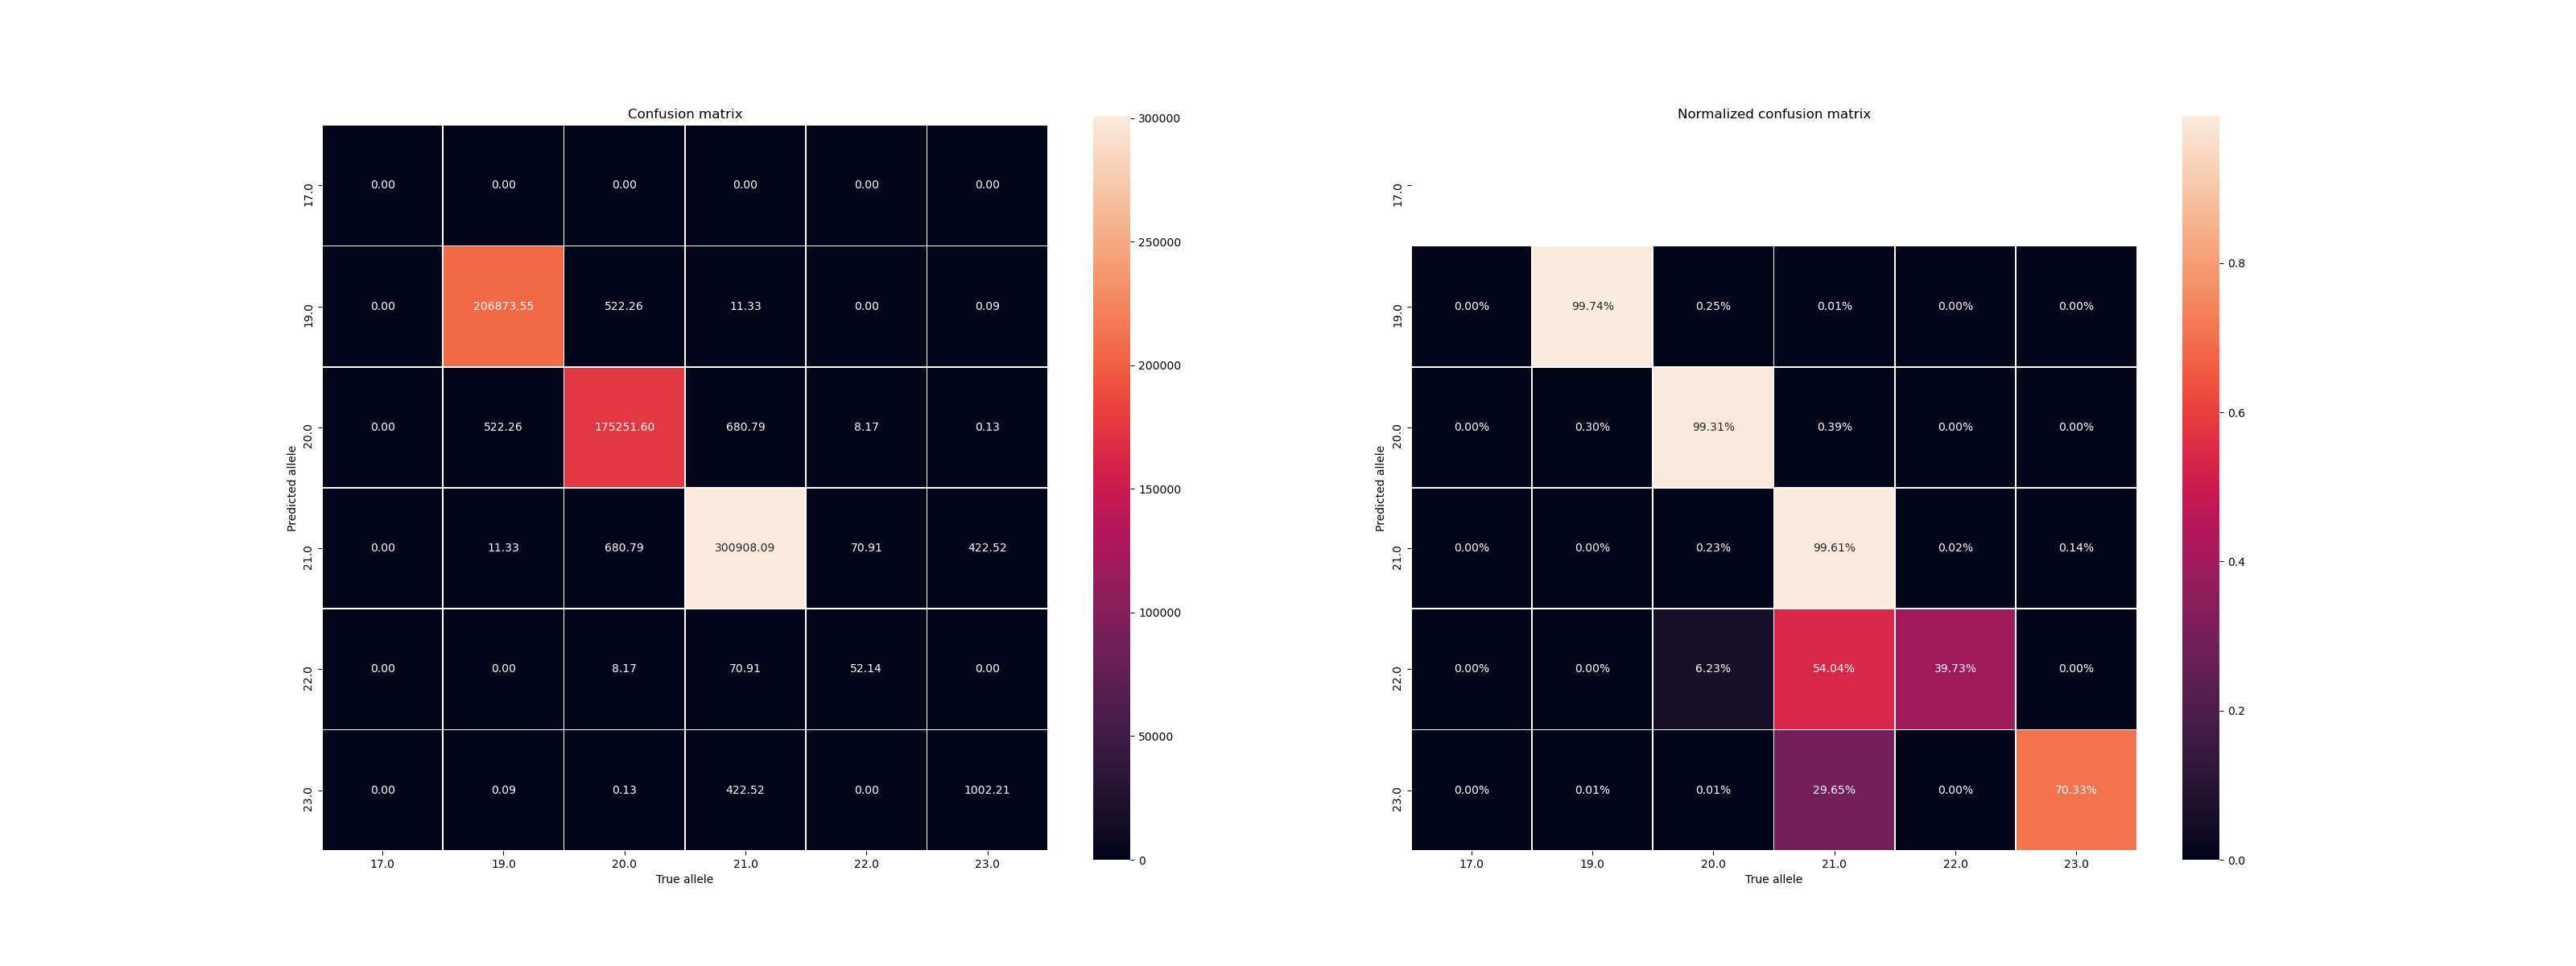 Confusion matrix
17.0 0.00 0.00 0.00 0.00 0.00 0.00
19.0 0.00 206873.55 522.26 11.33 0.00 0.09
20.0 0.00 522.26 175251.60 680.79 8.17 0.13
21.0 0.00 11.33 680.79 300908.09 70.91 422.52
22.0 0.00 0.00 8.17 70.91 52.14 0.00
23.0 0.00 0.09 0.13 422.52 0.00 1002.21
17.0 19.0 20.0 21.0 22.0 23.0
True allele
Predicted allele
300000
250000
200000
150000
100000
50000
0
Normalized confusion matrix
17.0
19.0 0.00% 99.74% 0.25% 0.01% 0.00% 0.00%
20.0 0.00% 0.30% 99.31% 0.39% 0.00% 0.00%
21.0 0.00% 0.00% 0.23% 99.61% 0.02% 0.14%
22.0 0.00% 0.00% 6.23% 54.04% 39.73% 0.00%
23.0 0.00% 0.01% 0.01% 29.65% 0.00% 70.33%
17.0 19.0 20.0 21.0 22.0 23.0
True allele
Predicted allele
0.8
0.6
0.4
0.2
0.0